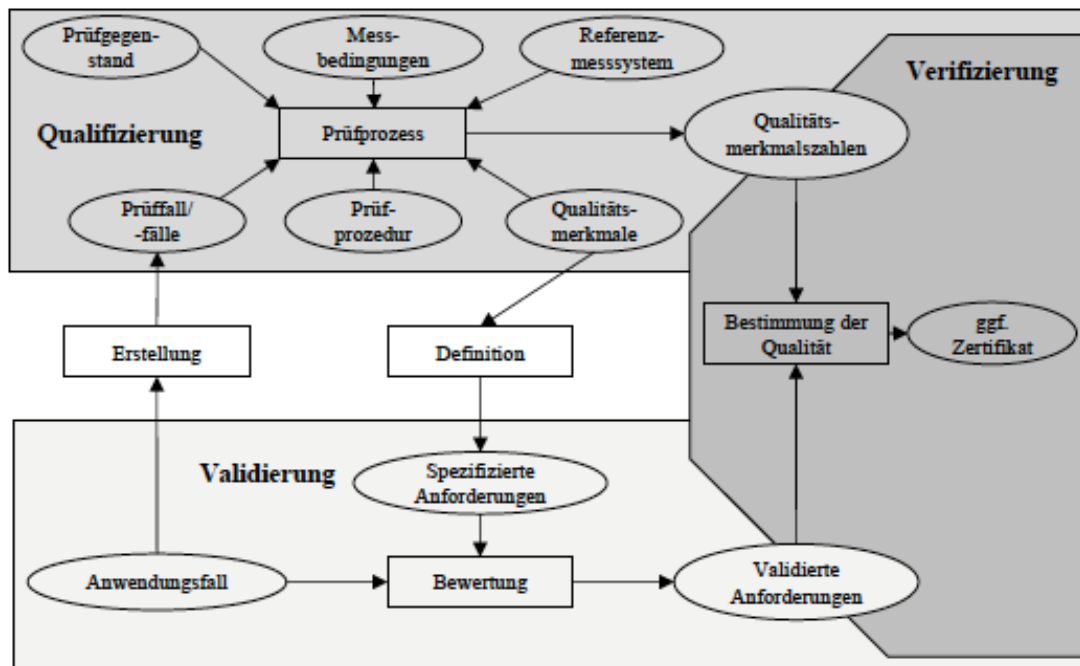 Prüfgegen-
stand
Mess-
bedingungen
Referenz-
messsystem
Verifizierung
Qualifizierung
Prüfprozess
Qualitäts-
merkmalszahlen
Prüffall/
-fälle
Prüf-
prozedur
Qualitäts-
merkmale
Erstellung
Definition
Bestimmung der
Qualität
ggf.
Zertifikat
Validierung
Spezifizierte
Anforderungen
Anwendungsfall
Bewertung
Validierte
Anforderungen